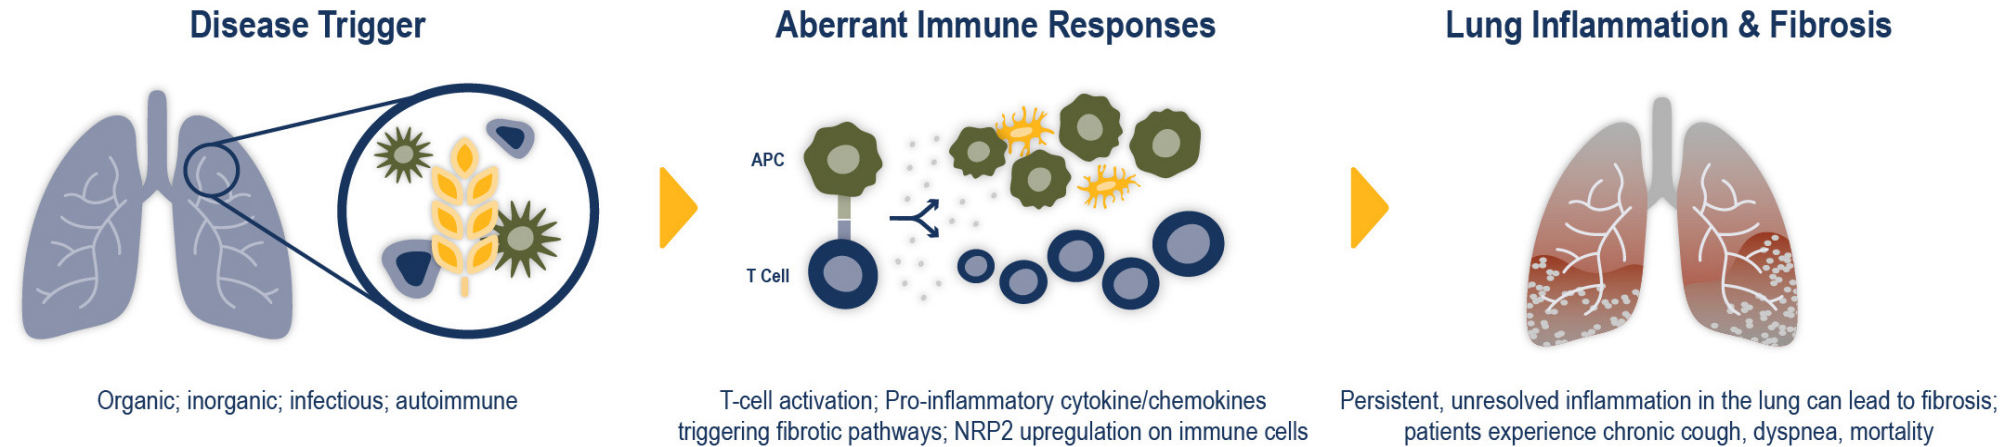 Disease Trigger
Organic; inorganic; infectious; autoimmune
Aberrant Immune Responses
APC
T Cell
T-cell activation; Pro-inflammatory cytokine/chemokines
triggering fibrotic pathways; NRP2 upregulation on immune cells
Lung Inflammation & Fibrosis
Persistent, unresolved inflammation in the lung can lead to fibrosis;
patients experience chronic cough, dyspnea, mortality